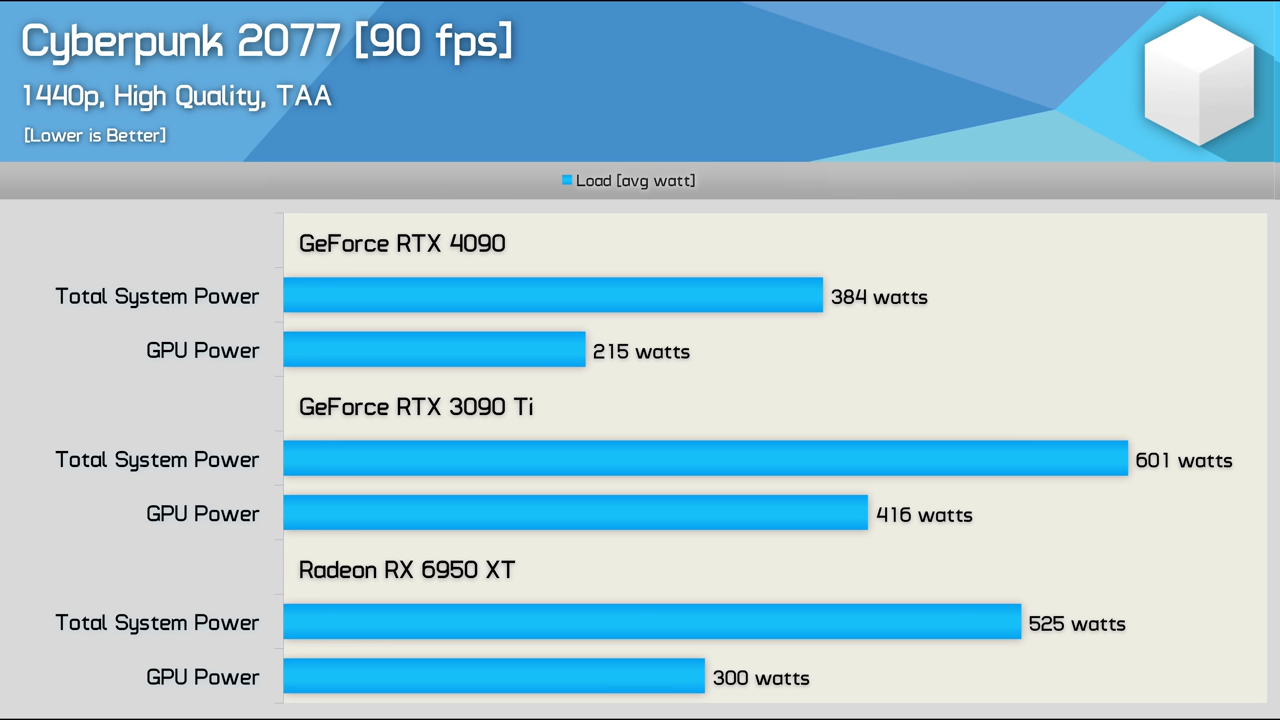 Cyberpunk 2077 [90 fps]
1440p, High Quality, TAA
[Lower is Better]
Load [avg watt]
GeForce RTX 4090
Total System Power 384 watts
GPU Power 215 watts
GeForce RTX 3090 Ti
Total System Power 601 watts
GPU Power 416 watts
Radeon RX 6950 XT
Total System Power 525 watts
GPU Power 300 watts